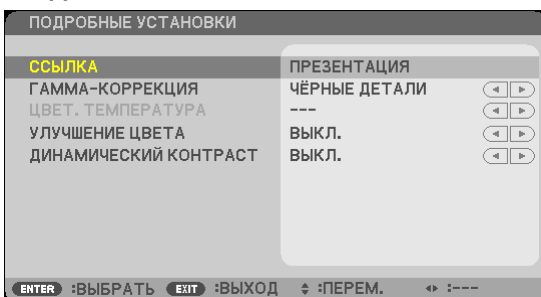 ПОДРОБНЫЕ УСТАНОВКИ
ССЫЛКА ПРЕЗЕНТАЦИЯ
ГАММА-КОРРЕКЦИЯ ЧЁРНЫЕ ДЕТАЛИ
ЦВЕТ. ТЕМПЕРАТУРА ---
УЛУЧШЕНИЕ ЦВЕТА ВЫКЛ.
ДИНАМИЧЕСКИЙ КОНТРАСТ ВЫКЛ.
ENTER :ВЫБРАТЬ EXIT :ВЫХОД :ПЕРЕМ. :---